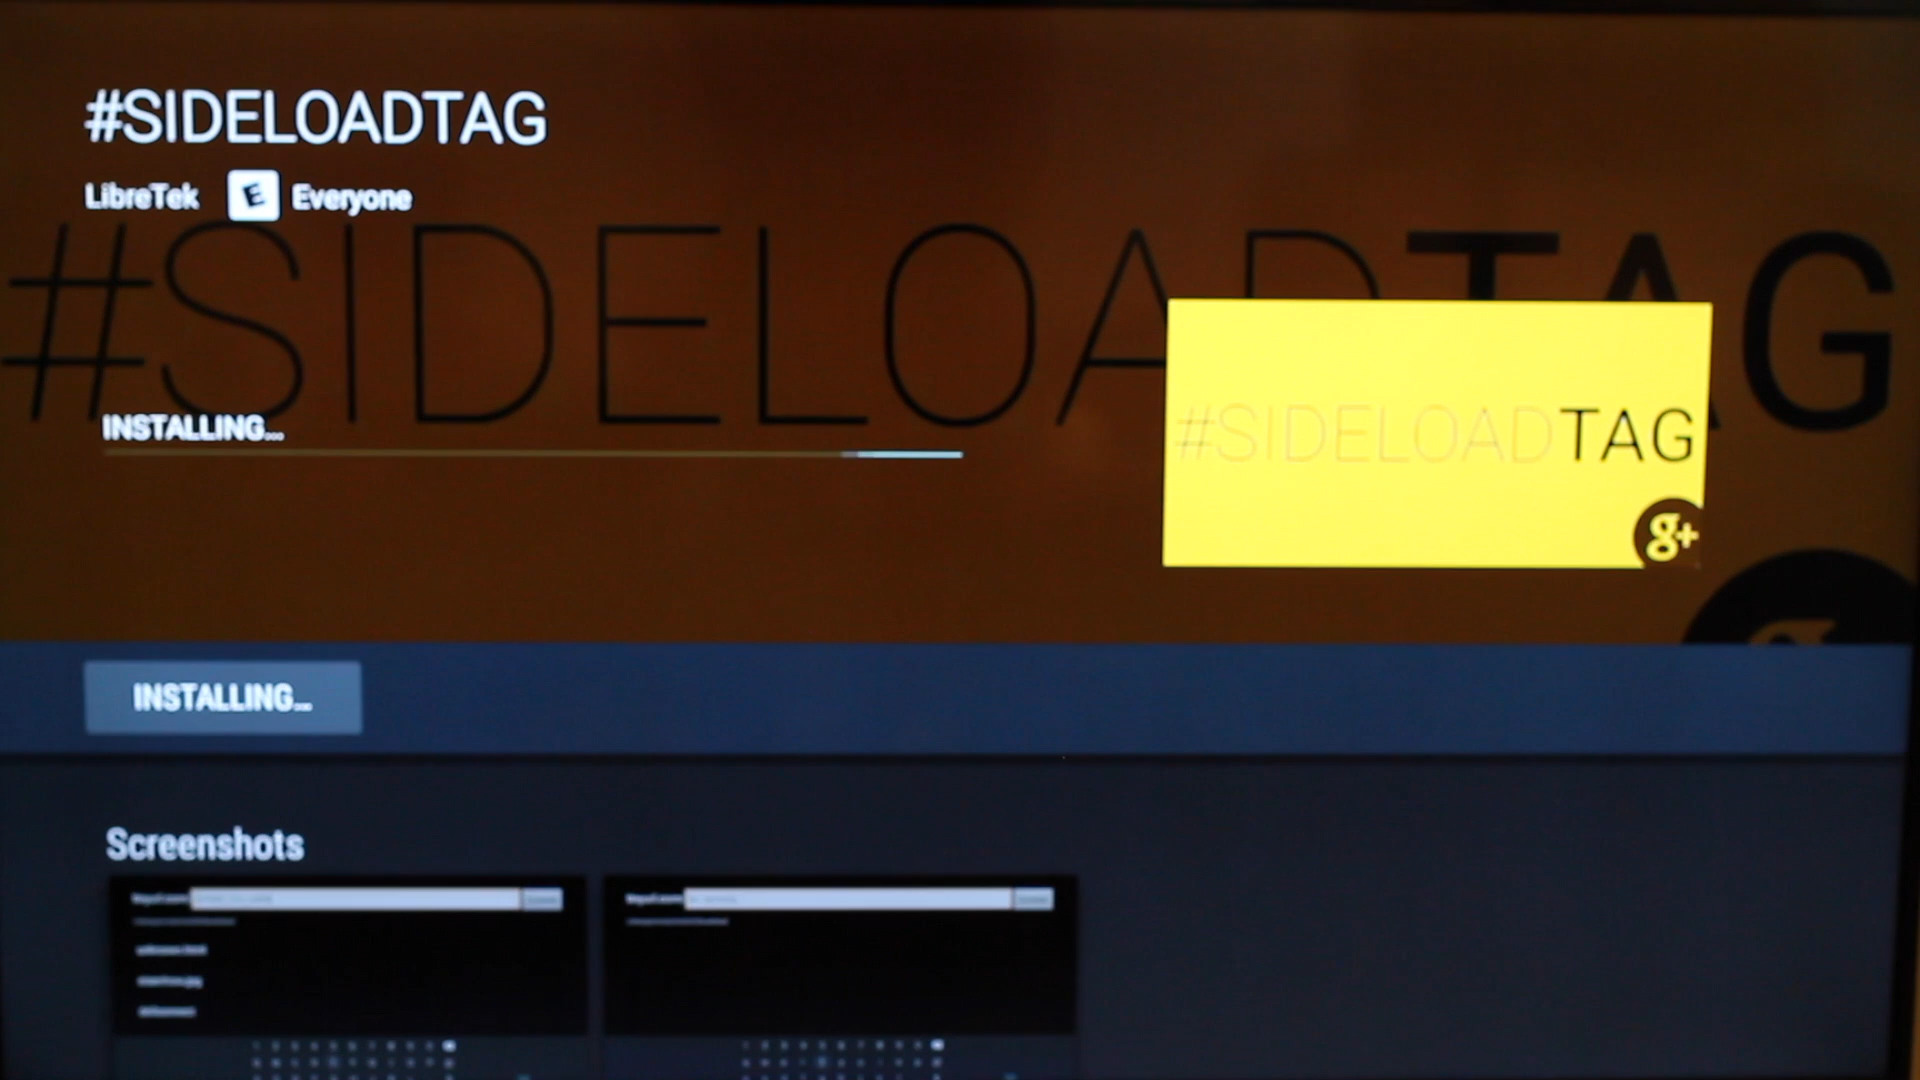 #SIDELOADTAG
LibreTek E Everyone
#SIDELOADTAG
INSTALLING...
#SIDELOADTAG
g+
g
INSTALLING...
Screenshots